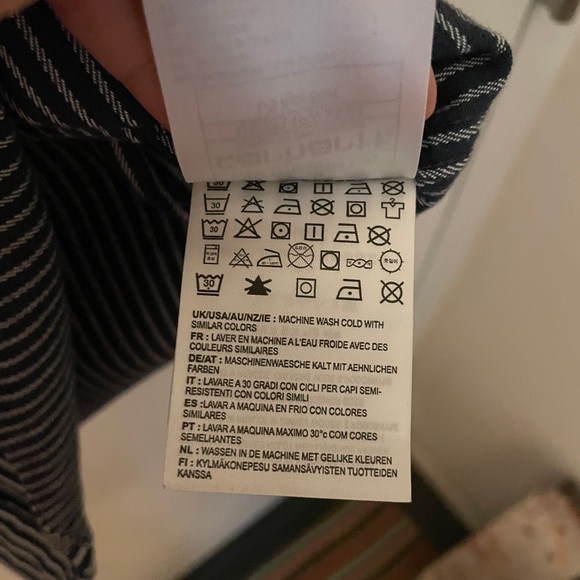 30
30
30
UK/USA/AU/NZ/IE : MACHINE WASH COLD WITH
SIMILAR COLORS
FR : LAVER EN MACHINE A L'EAU FROIDE AVEC DES
COULEURS SIMILAIRES
DE/AT : MASCHINENWAESCHE KALT MIT AEHNLICHEN
FARBEN
IT : LAVARE A 30 GRADI CON CICLI PER CAPI SEMI-
RESISTENTI CON COLORI SIMILI
ES :LAVAR A MAQUINA EN FRIO CON COLORES
SIMILARES
PT : LAVAR A MAQUINA MAXIMO 30°c COM CORES
SEMELHANTES
NL : WASSEN IN DE MACHINE MET GELIJKE KLEUREN
FI : KYLMÄKONEPESU SAMANSÄVYISTEN TUOTTEIDEN
KANSSA